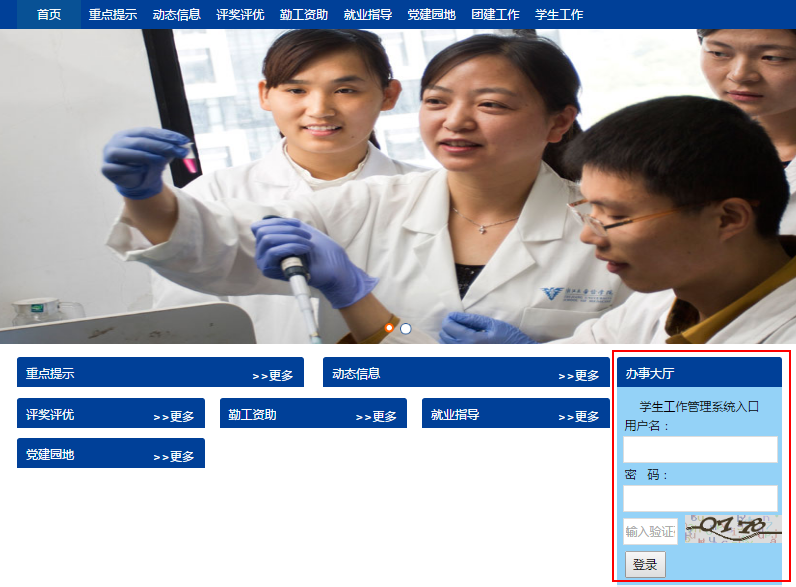 首页 重点提示 动态信息 评奖评优 勤工资助 就业指导 党建园地 团建工作 学生工作
重点提示 >>更多
动态信息 >>更多
办事大厅
评奖评优 >>更多
勤工资助 >>更多
就业指导 >>更多
党建园地 >>更多
学生工作管理系统入口
用户名：
密 码：
输入验证
登录